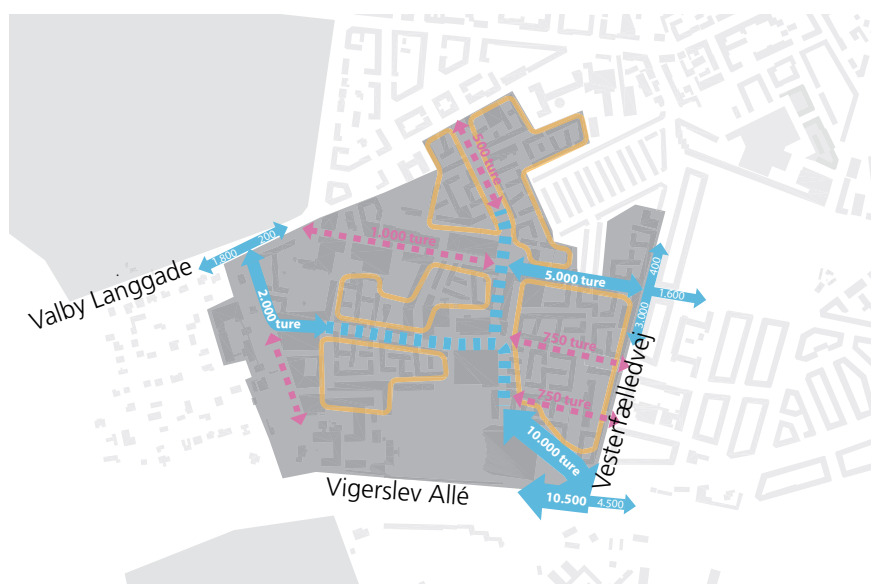 500 ture
1.000 ture
200
1.800
Valby Langgade
2.000 ture
400
5.000 ture
1.600
3.000
750 ture
750 ture
Vesterfælledvej
10.000 ture
Vigerslev Allé
10.500
4.500